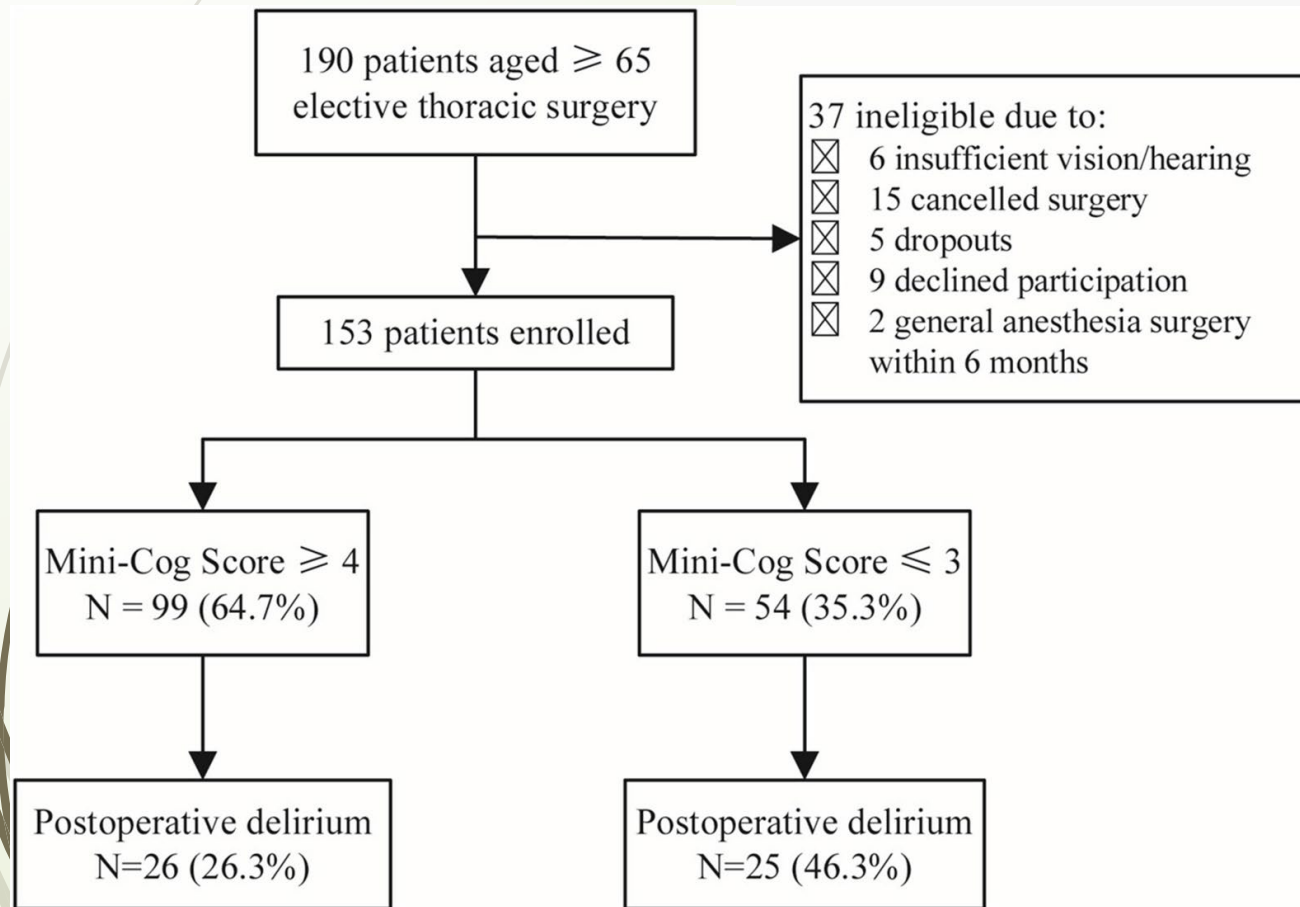 190 patients aged ⩾ 65
elective thoracic surgery
37 ineligible due to:
☒ 6 insufficient vision/hearing
☒ 15 cancelled surgery
☒ 5 dropouts
☒ 9 declined participation
☒ 2 general anesthesia surgery
within 6 months
153 patients enrolled
Mini-Cog Score ⩾ 4
N = 99 (64.7%)
Mini-Cog Score ⩽ 3
N = 54 (35.3%)
Postoperative delirium
N=26 (26.3%)
Postoperative delirium
N=25 (46.3%)